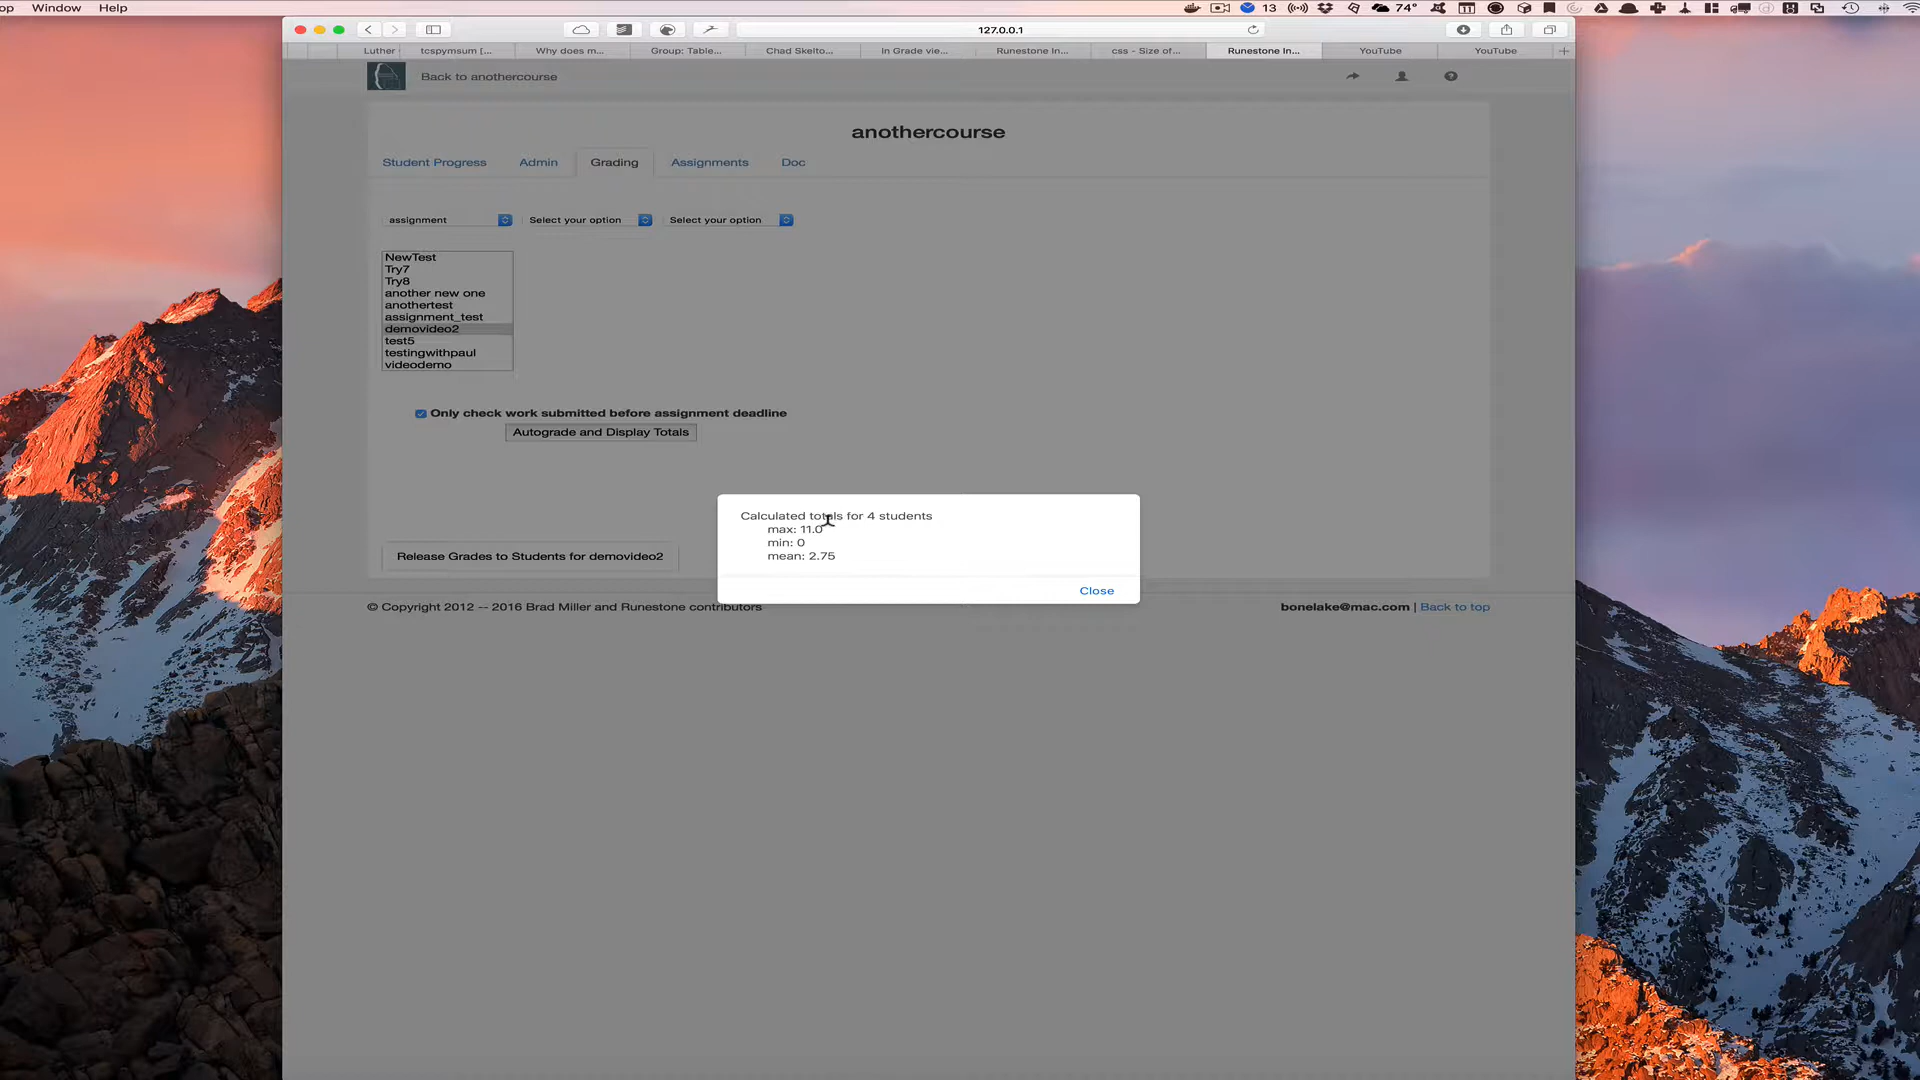 op Window Help 13 74° 11
127.0.0.1
Luther tcspymsum [... Why does m... Group: Table... Chad Skelto... In Grade vie... Runestone In... css - Size of... Runestone In... YouTube YouTube
Back to anothercourse
anothercourse
Student Progress Admin Grading Assignments Doc
assignment Select your option Select your option
NewTest
Try7
Try8
another new one
anothertest
assignment_test
demovideo2
test5
testingwithpaul
videodemo
Only check work submitted before assignment deadline
Autograde and Display Totals
Calculated totals for 4 students
max: 11.0
min: 0
mean: 2.75
Close
Release Grades to Students for demovideo2
© Copyright 2012 -- 2016 Brad Miller and Runestone contributors
bonelake@mac.com | Back to top